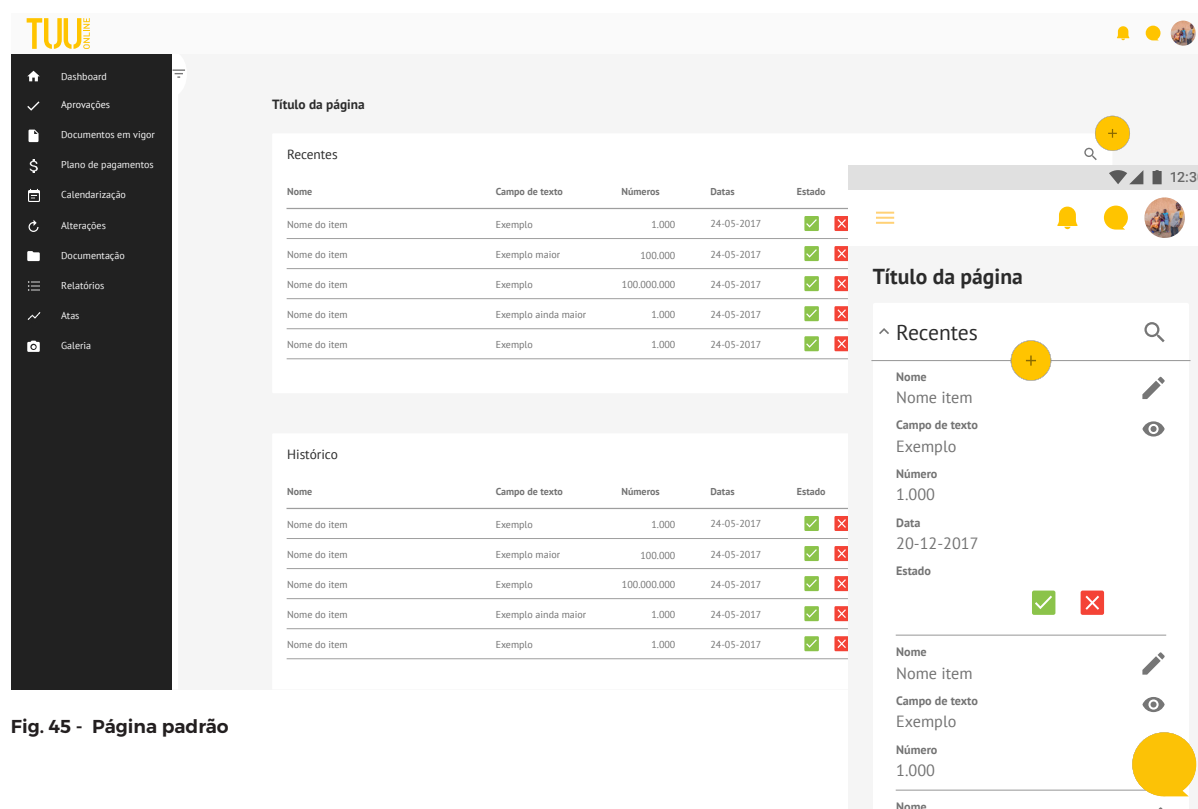 TUU ONLINE
Dashboard
Aprovações
Documentos em vigor
Plano de pagamentos
Calendarização
Alterações
Documentação
Relatórios
Atas
Galeria
Título da página
Recentes
Nome Campo de texto Números Datas Estado
Nome do item Exemplo 1.000 24-05-2017
Nome do item Exemplo maior 100.000 24-05-2017
Nome do item Exemplo 100.000.000 24-05-2017
Nome do item Exemplo ainda maior 1.000 24-05-2017
Nome do item Exemplo 1.000 24-05-2017
Histórico
Nome Campo de texto Números Datas Estado
Nome do item Exemplo 1.000 24-05-2017
Nome do item Exemplo maior 100.000 24-05-2017
Nome do item Exemplo 100.000.000 24-05-2017
Nome do item Exemplo ainda maior 1.000 24-05-2017
Nome do item Exemplo 1.000 24-05-2017
Título da página
Recentes
Nome
Nome item
Campo de texto
Exemplo
Número
1.000
Data
20-12-2017
Estado
Nome
Nome item
Campo de texto
Exemplo
Número
1.000
Nome
Fig. 45 - Página padrão